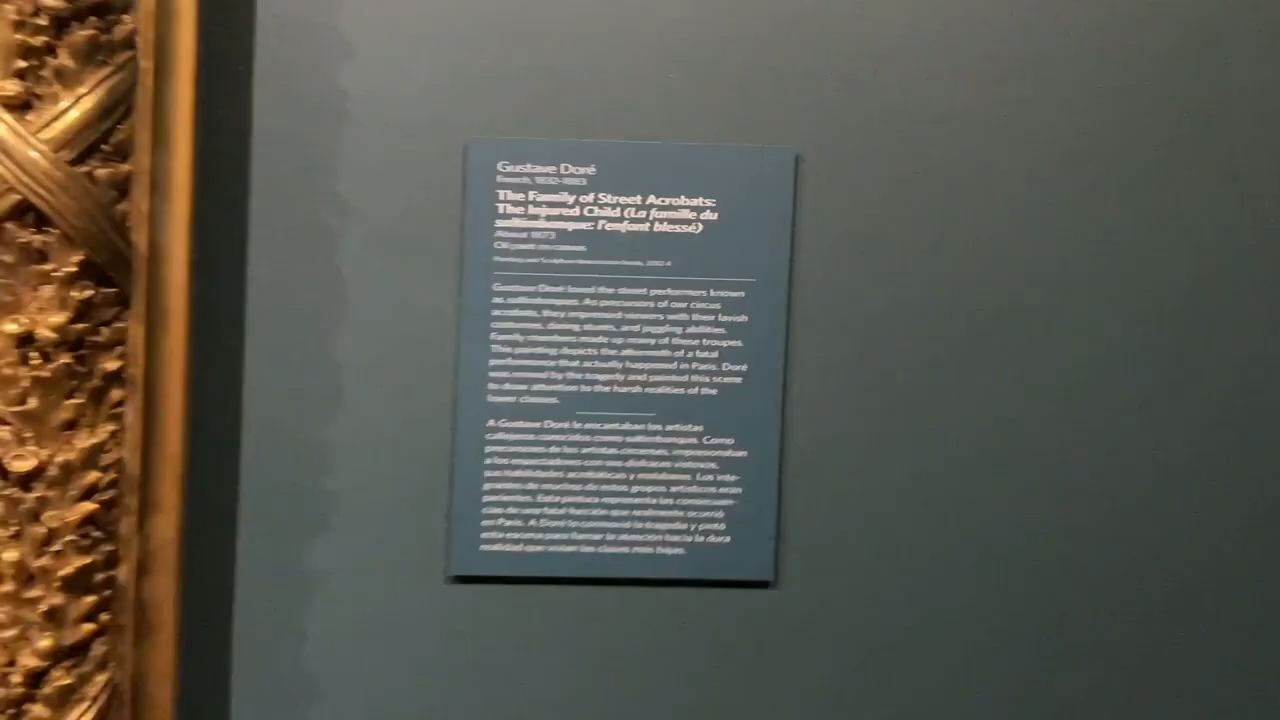 Gustave Doré
French, 1832-1883
The Family of Street Acrobats:
The Injured Child (La famille du
saltimbanque: l'enfant blessé)
About 1873
Oil paint on canvas
Gustave Doré loved the street performers known
as saltimbanques. As precursors of our circus
acrobats, they impressed viewers with their lavish
costumes, daring stunts, and juggling abilities.
Family members made up many of these troupes.
This painting depicts the aftermath of a fatal
performance that actually happened in Paris. Doré
was moved by the tragedy and painted this scene
to draw attention to the harsh realities of the
lower classes.
A Gustave Doré le encantaban los artistas
callejeros conocidos como saltimbanquis. Como
precursores de los artistas circenses, impresionaban
a los espectadores con sus
sus habilidades acrobáticas y Los inte-
grantes de muchos de estos grupos artísticos eran
parientes. Esta pintura representa las consecuen-
cias de una fatal función que realmente ocurrió
en París. A Doré lo conmovió la tragedia y pintó
esta escena para llamar la atención hacia la dura
realidad que vivían las clases más bajas.